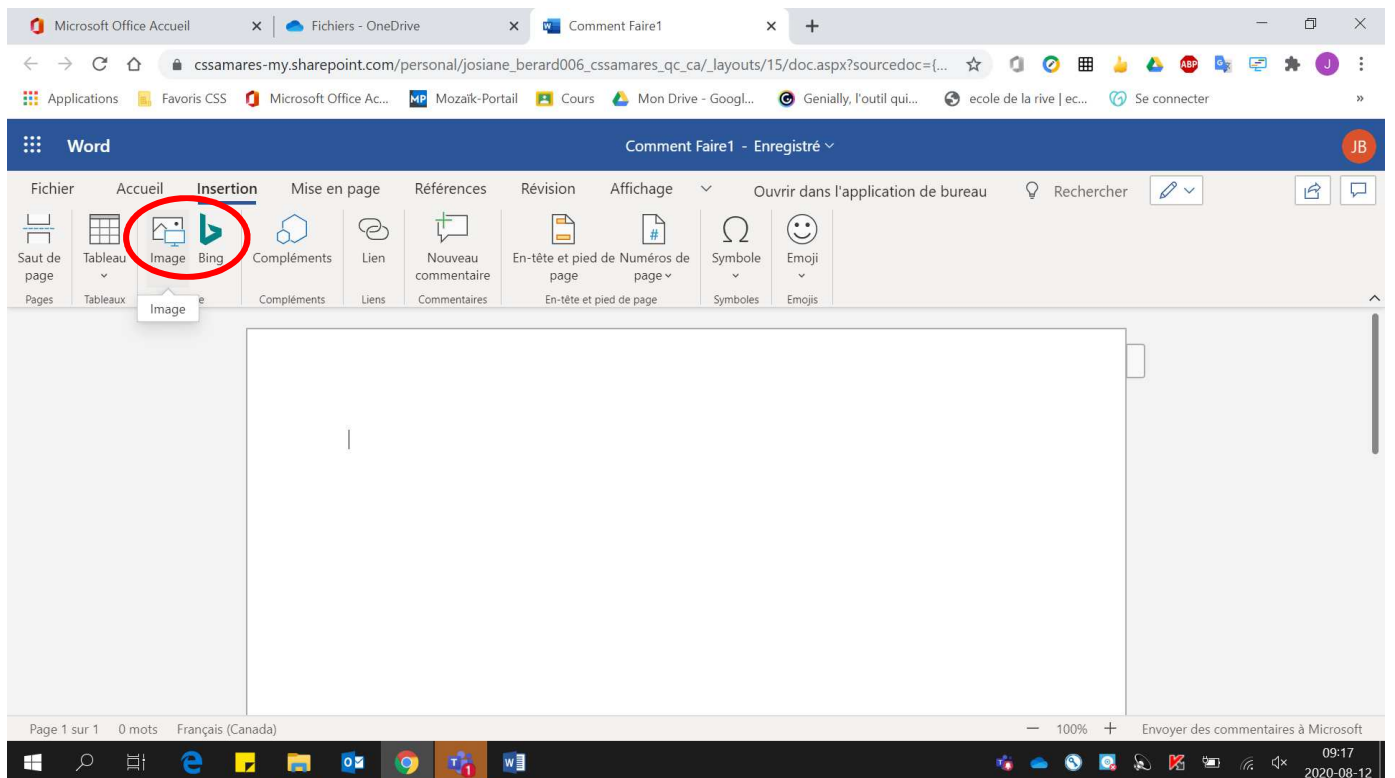 Microsoft Office Accueil
Fichiers - OneDrive
Comment Faire1
cssamares-my.sharepoint.com/personal/josiane_berard006_cssamares_qc_ca/_layouts/15/doc.aspx?sourcedoc={...
ABP
J
Applications
Favoris CSS
Microsoft Office Ac...
MP Mozaïk-Portail
Cours
Mon Drive - Googl...
Genially, l'outil qui...
ecole de la rive | ec...
Se connecter
»
Word
Comment Faire1 - Enregistré
JB
Fichier Accueil Insertion Mise en page Références Révision Affichage Ouvrir dans l'application de bureau Rechercher
Saut de page
Tableau
Image
Bing
Compléments
Lien
Nouveau commentaire
En-tête et pied de page
Numéros de page
Symbole
Emoji
Pages
Tableaux
e
Compléments
Liens
Commentaires
En-tête et pied de page
Symboles
Emojis
Image
Page 1 sur 1 0 mots Français (Canada)
100%
Envoyer des commentaires à Microsoft
09:17
2020-08-12